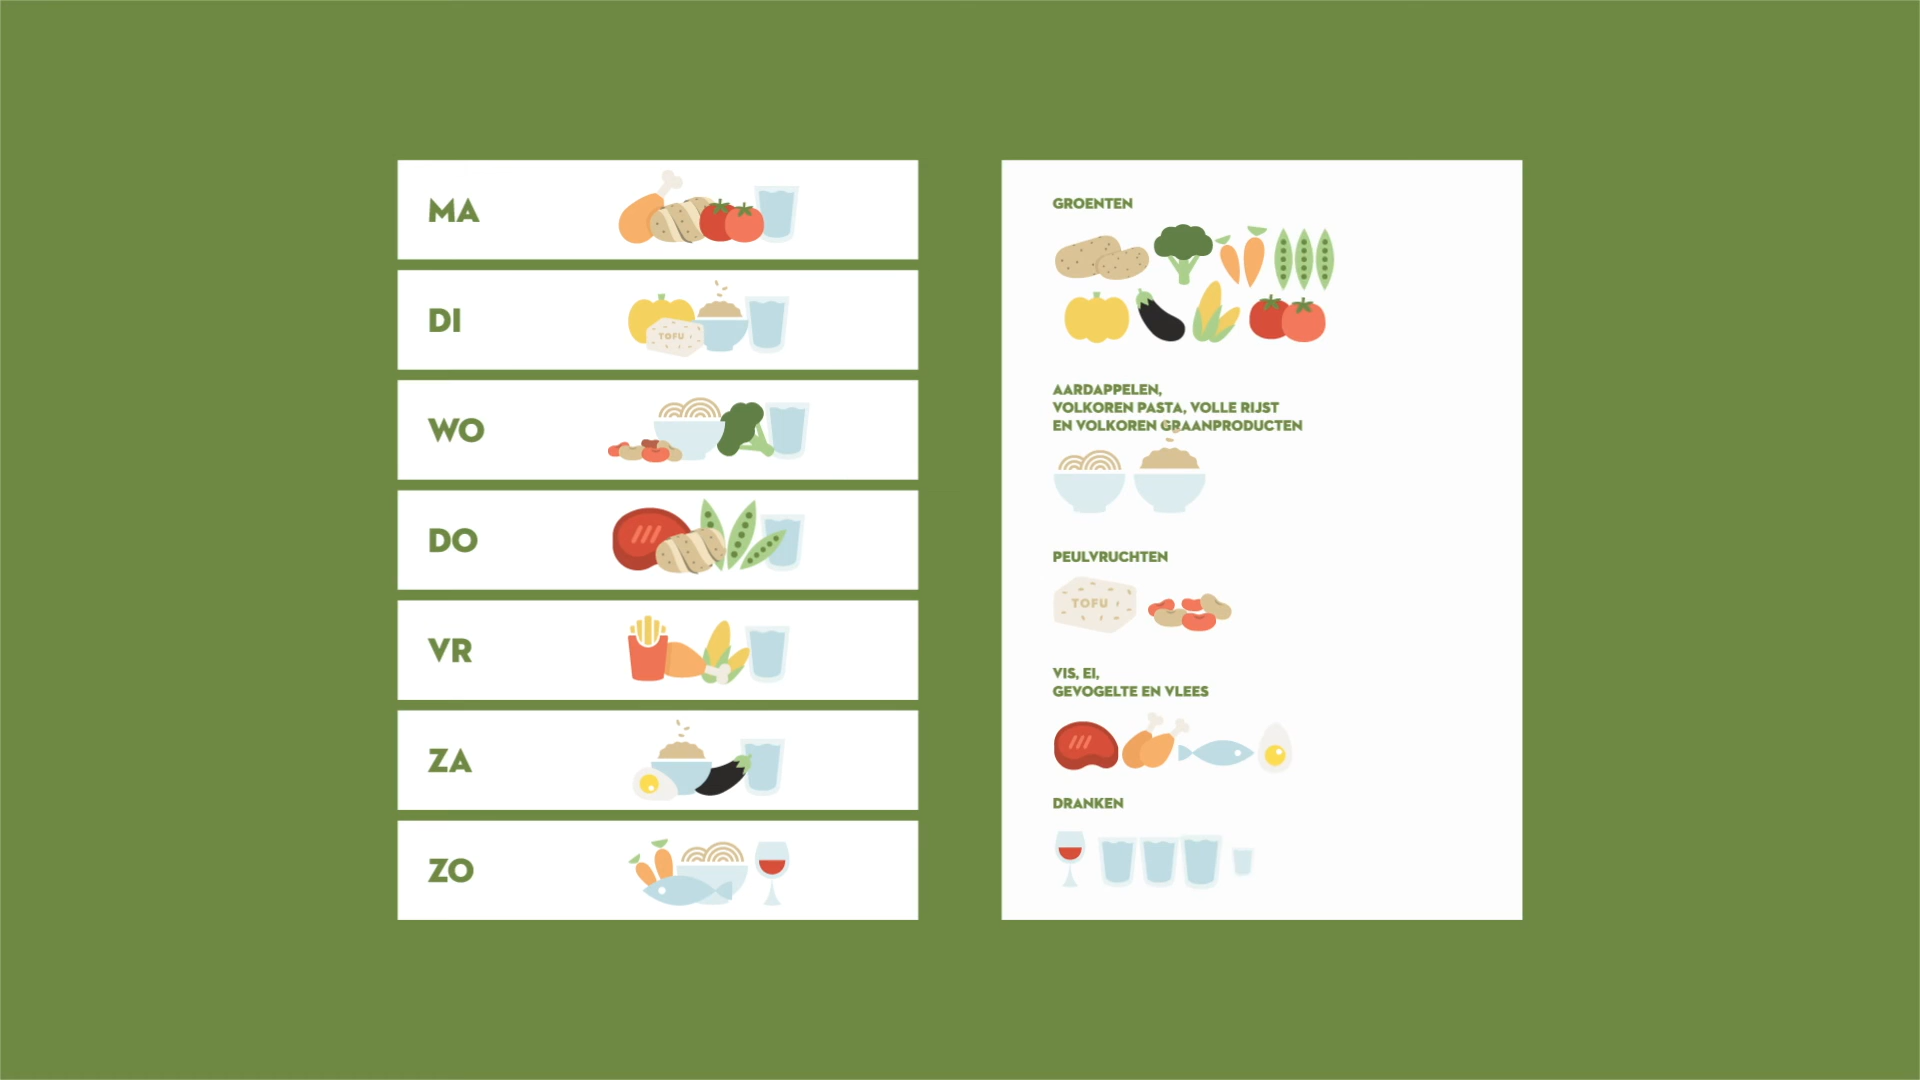 MA
DI
TOFU
WO
DO
VR
ZA
ZO
GROENTEN
AARDAPPELEN,
VOLKOREN PASTA, VOLLE RIJST
EN VOLKOREN GRAANPRODUCTEN
PEULVRUCHTEN
TOFU
VIS, EI,
GEVOGELTE EN VLEES
DRANKEN